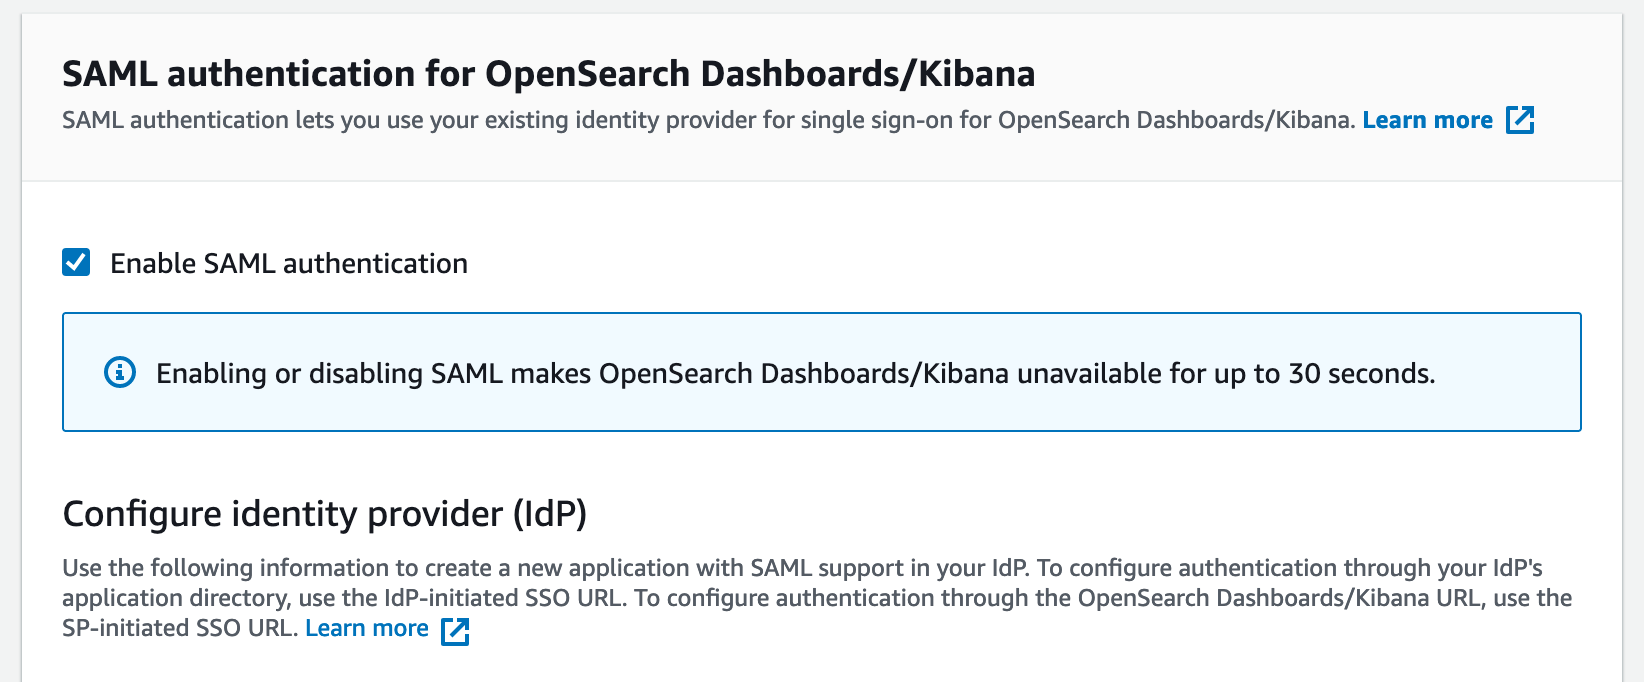 SAML authentication for OpenSearch Dashboards/Kibana
SAML authentication lets you use your existing identity provider for single sign-on for OpenSearch Dashboards/Kibana. Learn more
Enable SAML authentication
Enabling or disabling SAML makes OpenSearch Dashboards/Kibana unavailable for up to 30 seconds.
Configure identity provider (IdP)
Use the following information to create a new application with SAML support in your IdP. To configure authentication through your IdP's
application directory, use the IdP-initiated SSO URL. To configure authentication through the OpenSearch Dashboards/Kibana URL, use the
SP-initiated SSO URL. Learn more